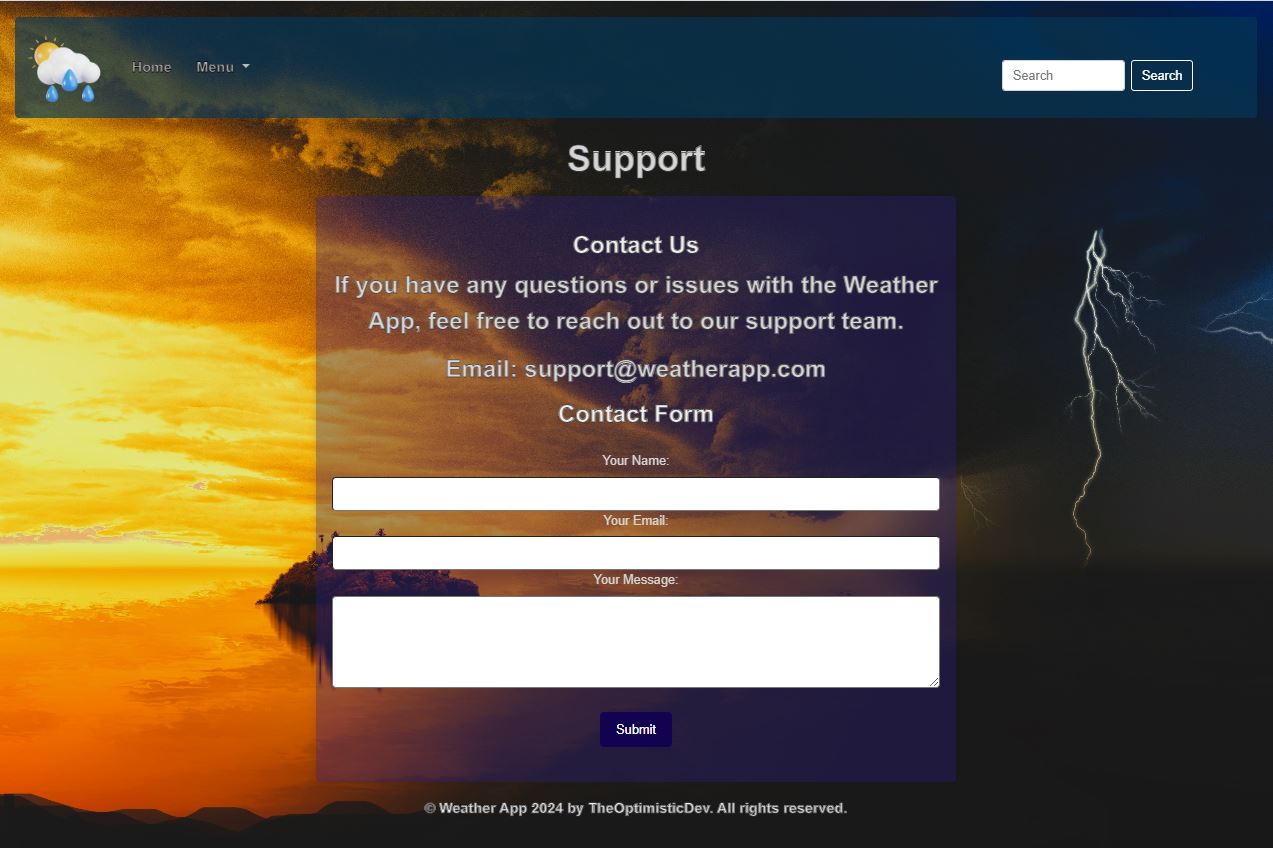 Home
Menu
Search
Search
Support
Contact Us
If you have any questions or issues with the Weather
App, feel free to reach out to our support team.
Email: support@weatherapp.com
Contact Form
Your Name:
Your Email:
Your Message:
Submit
© Weather App 2024 by TheOptimisticDev. All rights reserved.